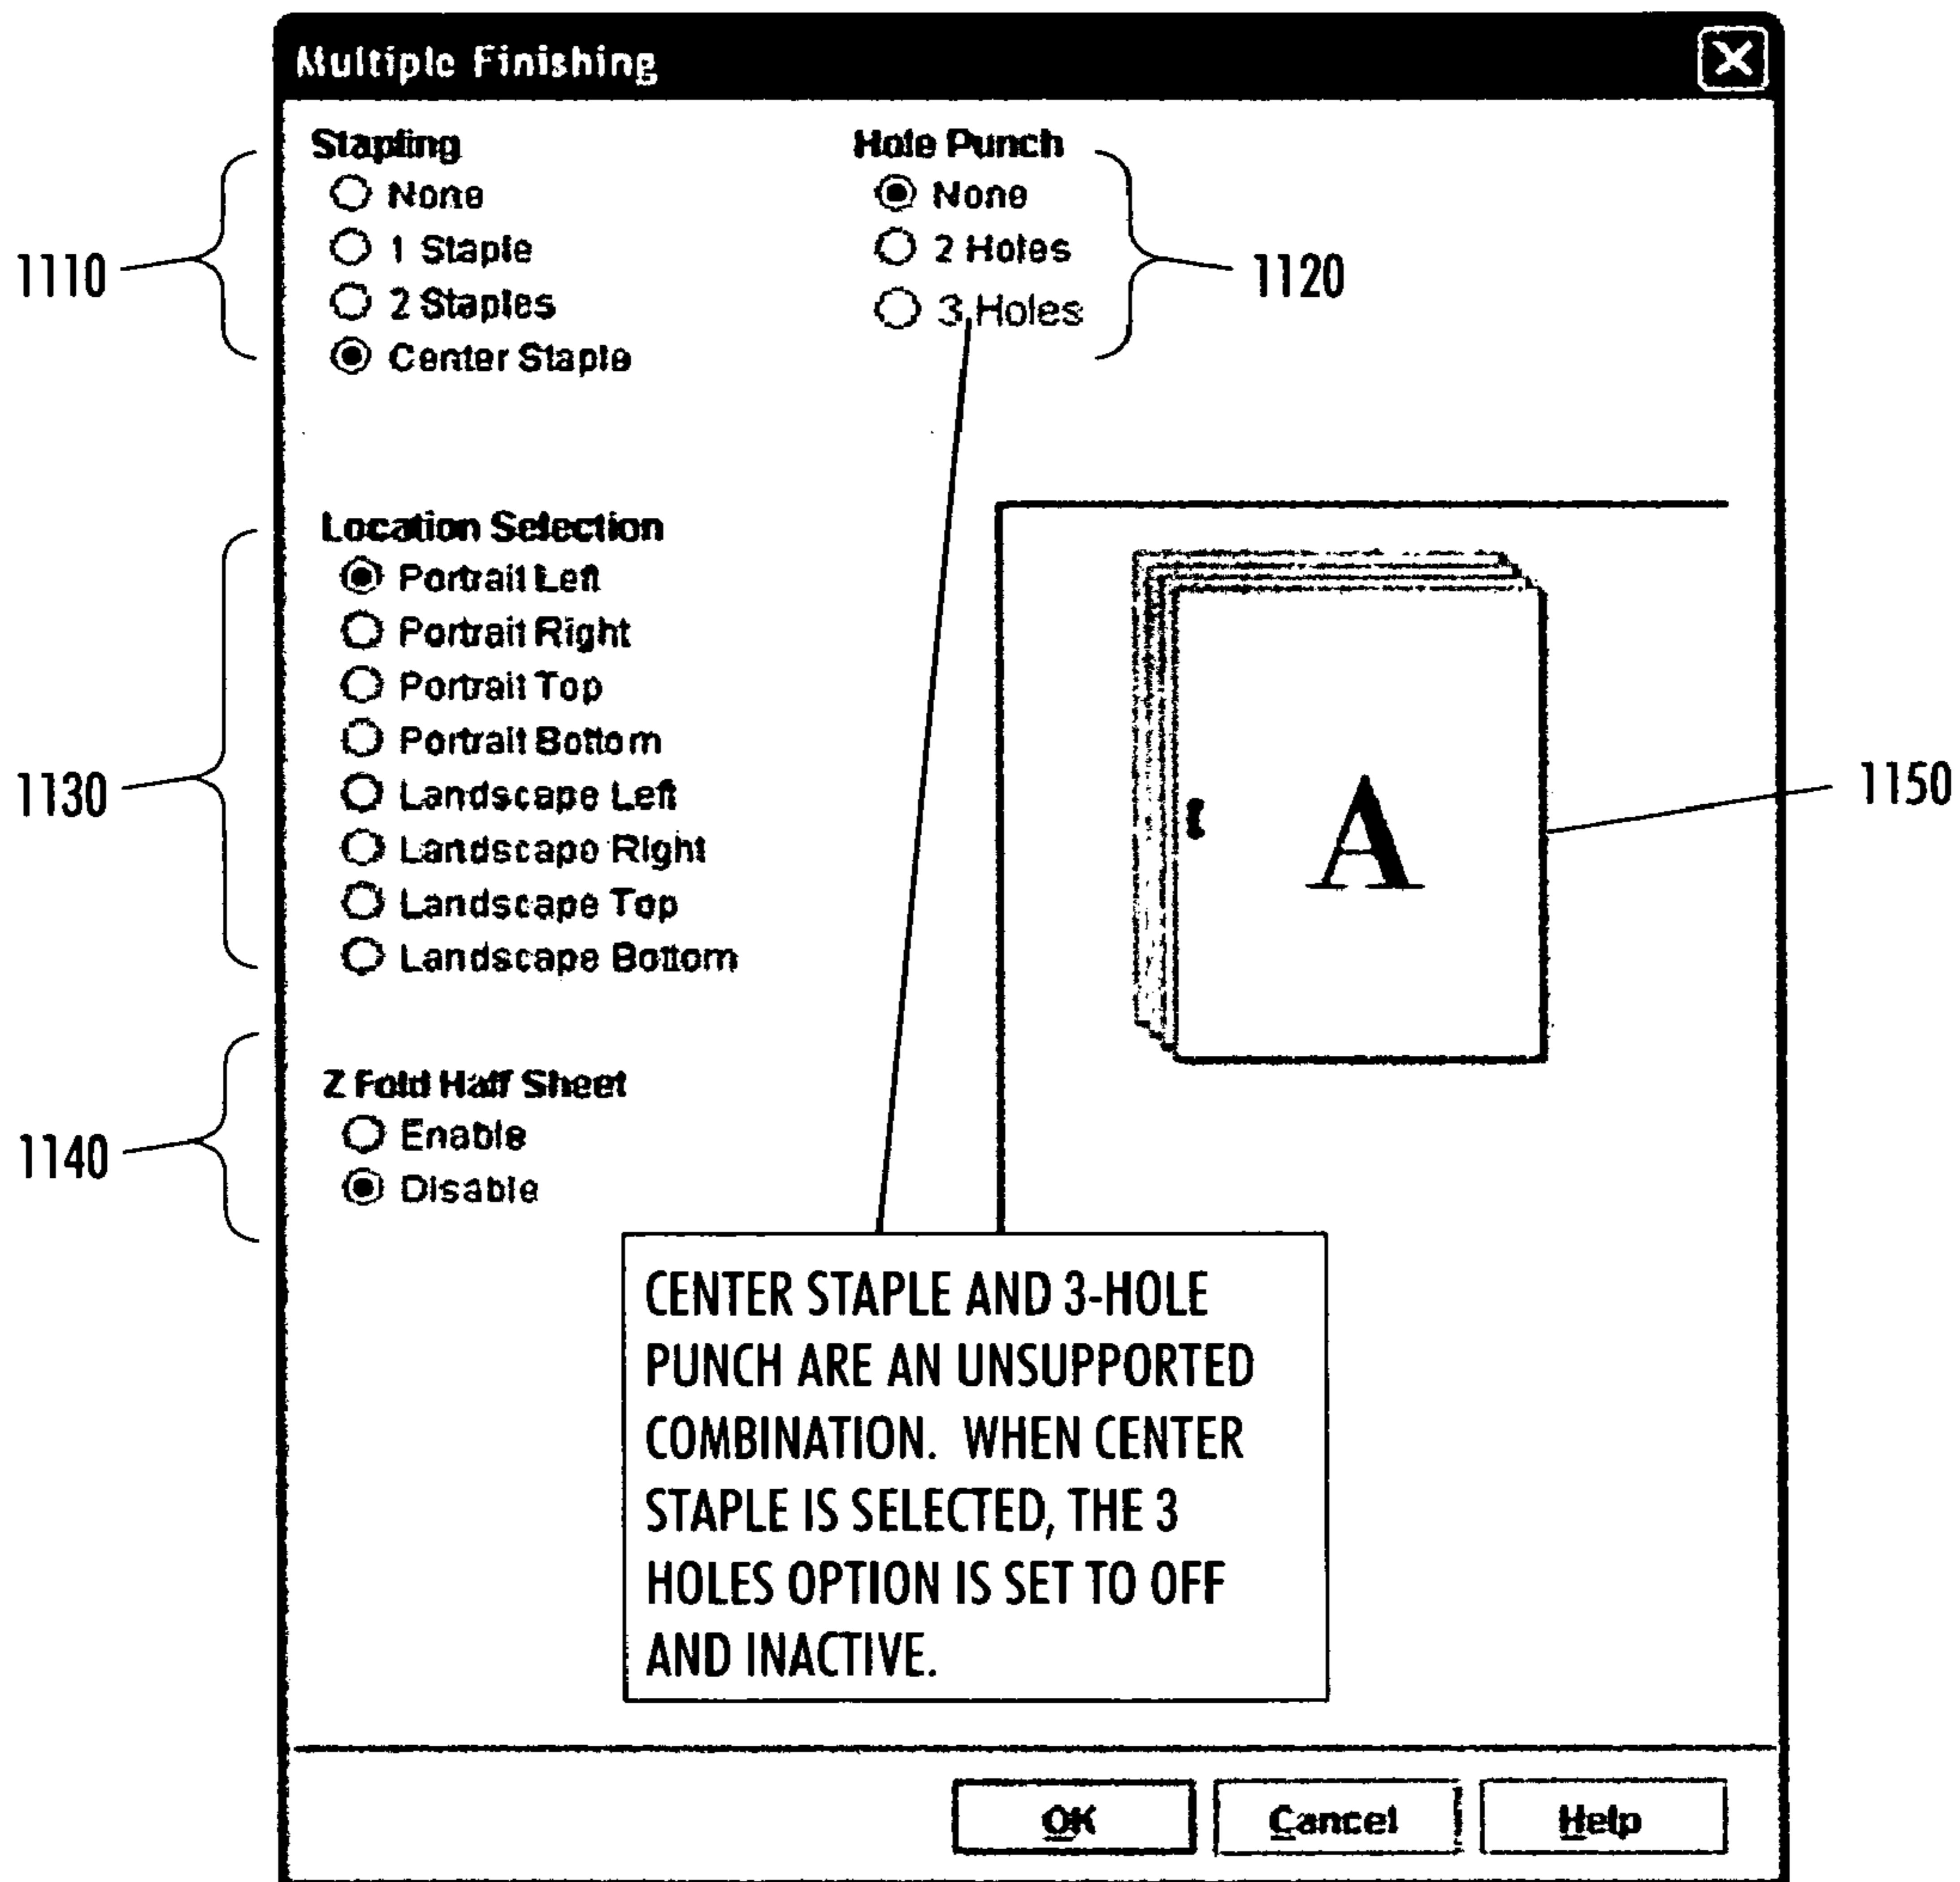 Multiple Finishing
Stapling
None
1 Staple
2 Staples
Center Staple
1110
Hole Punch
None
2 Holes
3 Holes
1120
Location Selection
Portrait Left
Portrait Right
Portrait Top
Portrait Bottom
Landscape Left
Landscape Right
Landscape Top
Landscape Bottom
1130
A
1150
Z Fold Half Sheet
Enable
Disable
1140
CENTER STAPLE AND 3-HOLE
PUNCH ARE AN UNSUPPORTED
COMBINATION. WHEN CENTER
STAPLE IS SELECTED, THE 3
HOLES OPTION IS SET TO OFF
AND INACTIVE.
OK
Cancel
Help